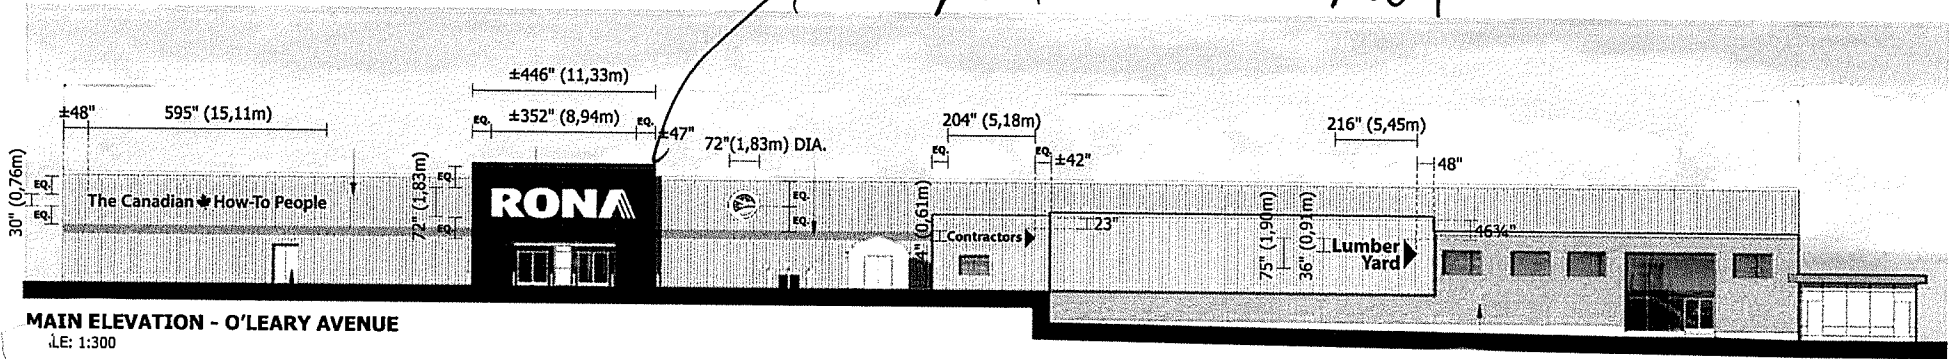 ±446" (11,33m)
±48"
595" (15,11m)
EQ.
±352" (8,94m)
EQ.
±47"
72"(1,83m) DIA.
204" (5,18m)
EQ.
EQ.
±42"
216" (5,45m)
48"
30" (0,76m)
EQ.
EQ.
The Canadian How-To People
72" (1,83m)
EQ.
EQ.
RONA
EQ.
EQ.
(0,61m)
Contractors
23"
75" (1,90m)
36" (0,91m)
Lumber
Yard
46¾"
MAIN ELEVATION - O'LEARY AVENUE
LE: 1:300